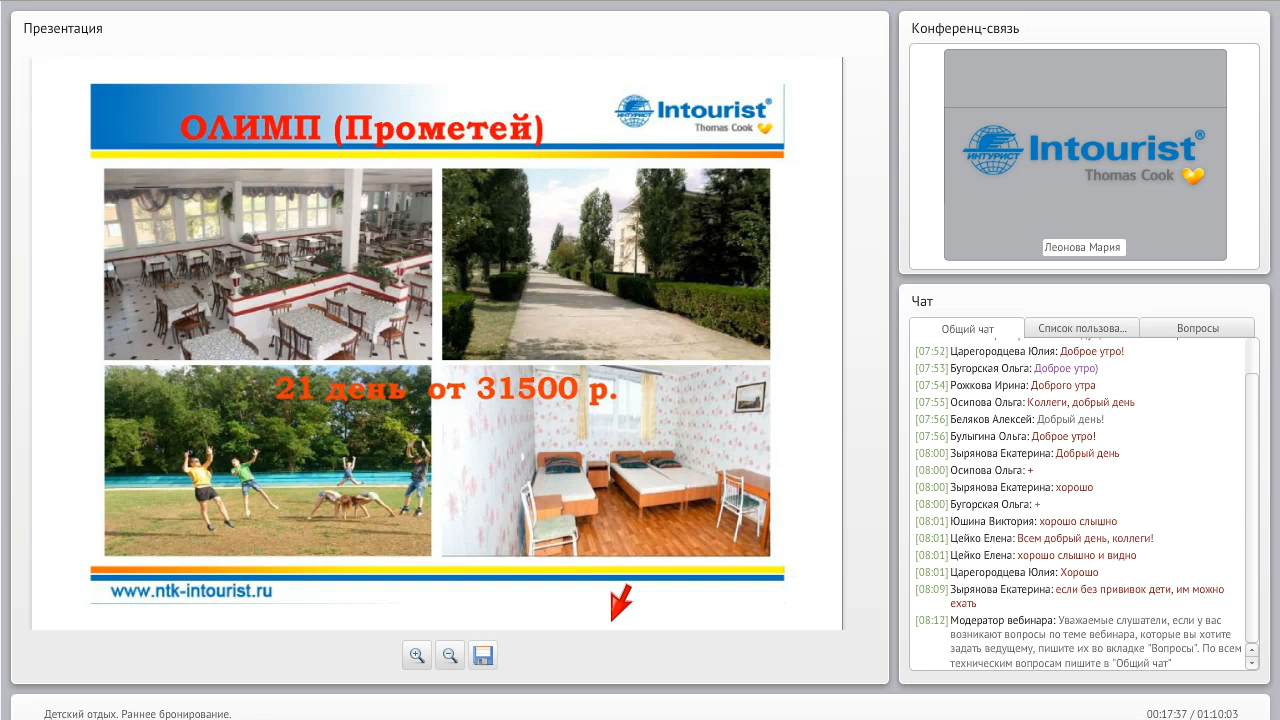 Презентация
ОЛИМП (Прометей)
Intourist®
Thomas Cook
21 день от 31500 р.
www.ntk-intourist.ru
Конференц-связь
ИНТУРИСТ
Intourist®
Thomas Cook
Леонова Мария
Чат
Общий чат
Список пользова...
Вопросы
[07:52] Царегородцева Юлия: Доброе утро!
[07:53] Бугорская Ольга: Доброе утро)
[07:54] Рожкова Ирина: Доброго утра
[07:55] Осипова Ольга: Коллеги, добрый день
[07:56] Беляков Алексей: Добрый день!
[07:56] Булыгина Ольга: Доброе утро!
[08:00] Зырянова Екатерина: Добрый день
[08:00] Осипова Ольга: +
[08:00] Зырянова Екатерина: хорошо
[08:00] Бугорская Ольга: +
[08:01] Юшина Виктория: хорошо слышно
[08:01] Цейко Елена: Всем добрый день, коллеги!
[08:01] Цейко Елена: хорошо слышно и видно
[08:01] Царегородцева Юлия: Хорошо
[08:09] Зырянова Екатерина: если без прививок дети, им можно
ехать
[08:12] Модератор вебинара: Уважаемые слушатели, если у вас
возникают вопросы по теме вебинара, которые вы хотите
задать ведущему, пишите их во вкладке "Вопросы". По всем
техническим вопросам пишите в "Общий чат"
Детский отдых. Раннее бронирование.
00:17:37 / 01:10:03